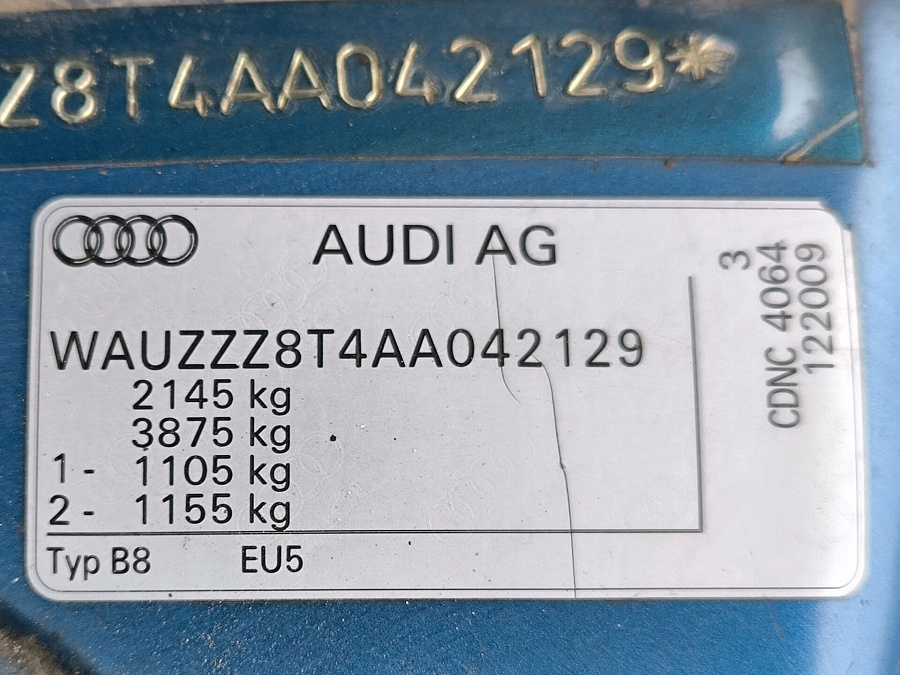 Z8T4AA042129*
AUDI AG
WAUZZZ8T4AA042129
2145 kg
3875 kg
1- 1105 kg
2- 1155 kg
Typ B8 EU5
3
CDNC 4064
122009